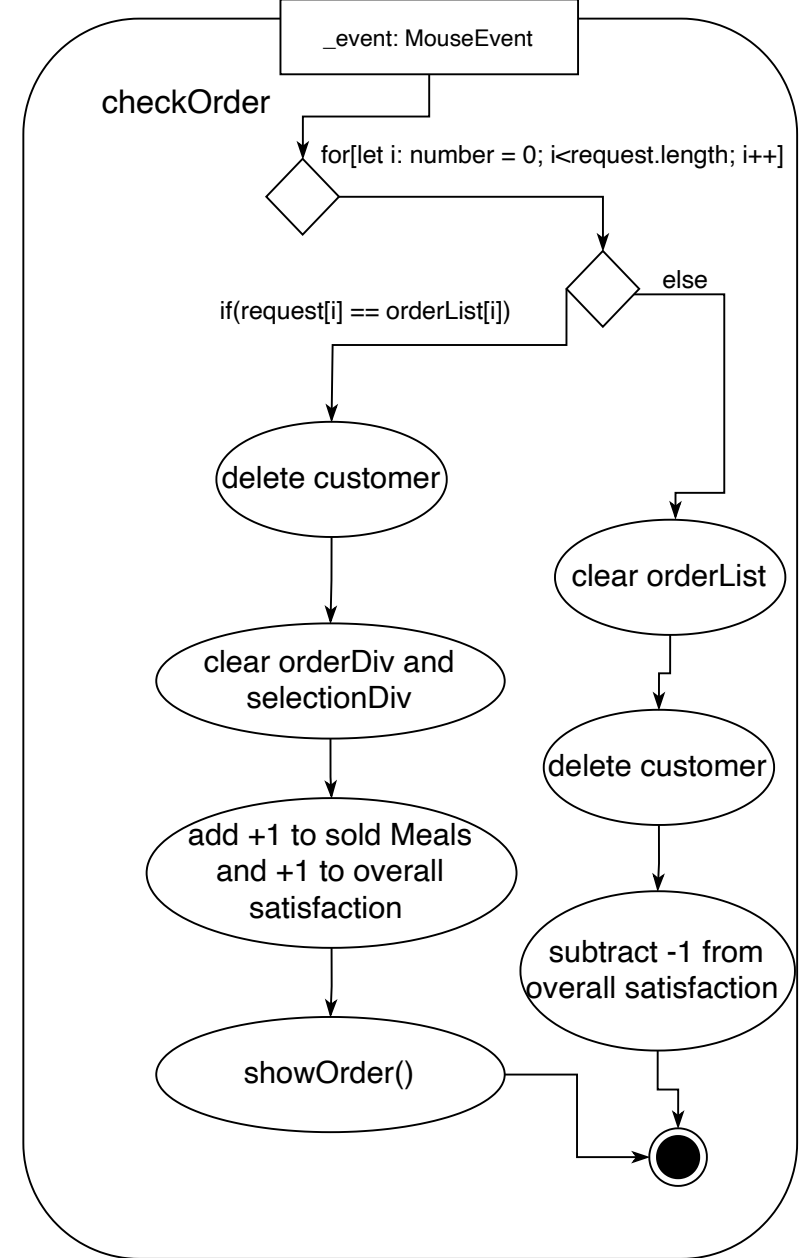 _event: MouseEvent
checkOrder
for[let i: number = 0; i<request.length; i++]
else
if(request[i] == orderList[i])
delete customer
clear orderList
clear orderDiv and
selectionDiv
delete customer
add +1 to sold Meals
and +1 to overall
satisfaction
subtract -1 from
overall satisfaction
showOrder()